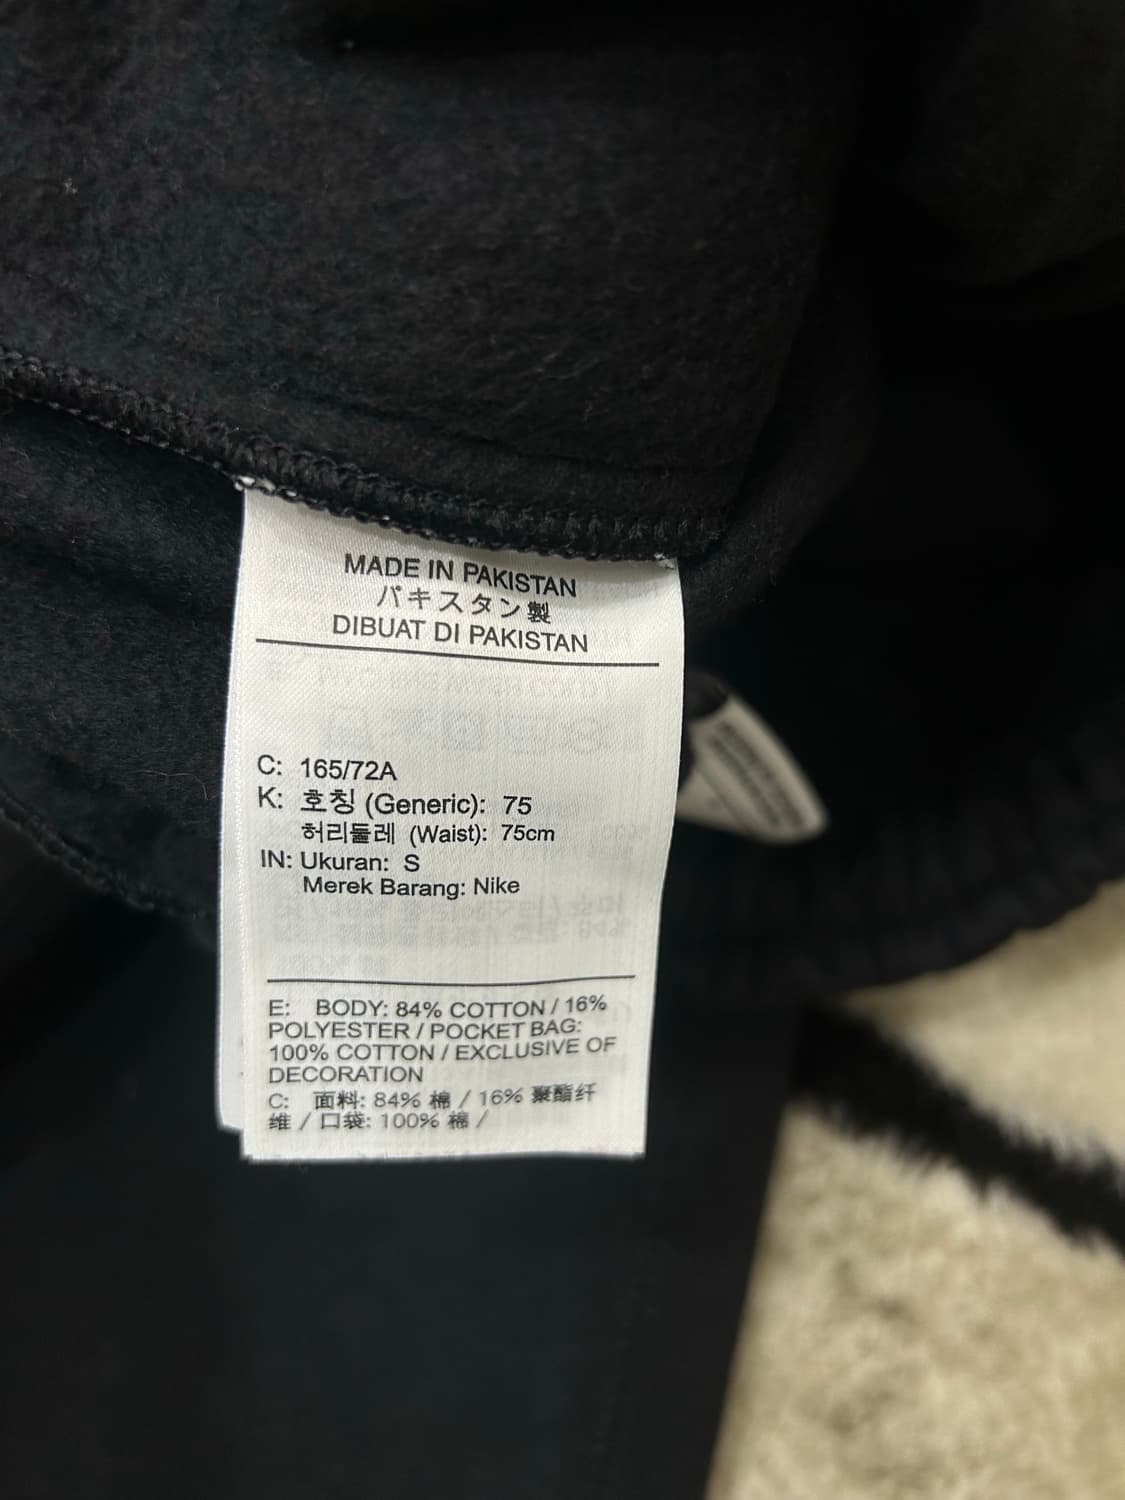 MADE IN PAKISTAN
パキスタン製
DIBUAT DI PAKISTAN
C: 165/72A
K: 호칭 (Generic): 75
허리둘레 (Waist): 75cm
IN: Ukuran: S
Merek Barang: Nike
E: BODY: 84% COTTON / 16%
POLYESTER / POCKET BAG:
100% COTTON / EXCLUSIVE OF
DECORATION
C: 面料: 84% 棉 / 16% 聚酯纤
维 / 口袋: 100% 棉 /